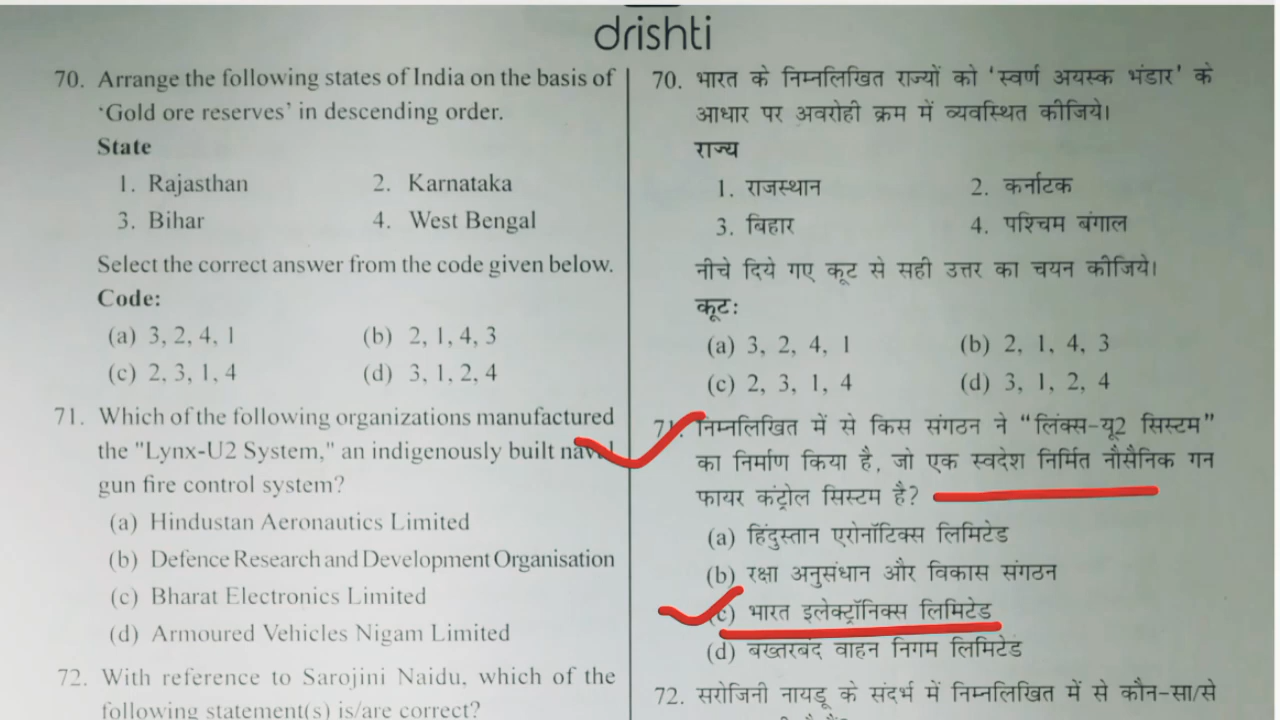 drishti
70. Arrange the following states of India on the basis of
'Gold ore reserves' in descending order.
State
1. Rajasthan 2. Karnataka
3. Bihar 4. West Bengal
Select the correct answer from the code given below.
Code:
(a) 3, 2, 4, 1 (b) 2, 1, 4, 3
(c) 2, 3, 1, 4 (d) 3, 1, 2, 4
71. Which of the following organizations manufactured
the "Lynx-U2 System," an indigenously built naval
gun fire control system?
(a) Hindustan Aeronautics Limited
(b) Defence Research and Development Organisation
(c) Bharat Electronics Limited
(d) Armoured Vehicles Nigam Limited
72. With reference to Sarojini Naidu, which of the
following statement(s) is/are correct?
70. भारत के निम्नलिखित राज्यों को 'स्वर्ण अयस्क भंडार' के
आधार पर अवरोही क्रम में व्यवस्थित कीजिये।
राज्य
1. राजस्थान 2. कर्नाटक
3. बिहार 4. पश्चिम बंगाल
नीचे दिये गए कूट से सही उत्तर का चयन कीजिये।
कूट:
(a) 3, 2, 4, 1 (b) 2, 1, 4, 3
(c) 2, 3, 1, 4 (d) 3, 1, 2, 4
71. निम्नलिखित में से किस संगठन ने "लिंक्स-यू2 सिस्टम"
का निर्माण किया है, जो एक स्वदेश निर्मित नौसैनिक गन
फायर कंट्रोल सिस्टम है?
(a) हिंदुस्तान एरोनॉटिक्स लिमिटेड
(b) रक्षा अनुसंधान और विकास संगठन
(c) भारत इलेक्ट्रॉनिक्स लिमिटेड
(d) बख्तरबंद वाहन निगम लिमिटेड
72. सरोजिनी नायडू के संदर्भ में निम्नलिखित में से कौन-सा/से